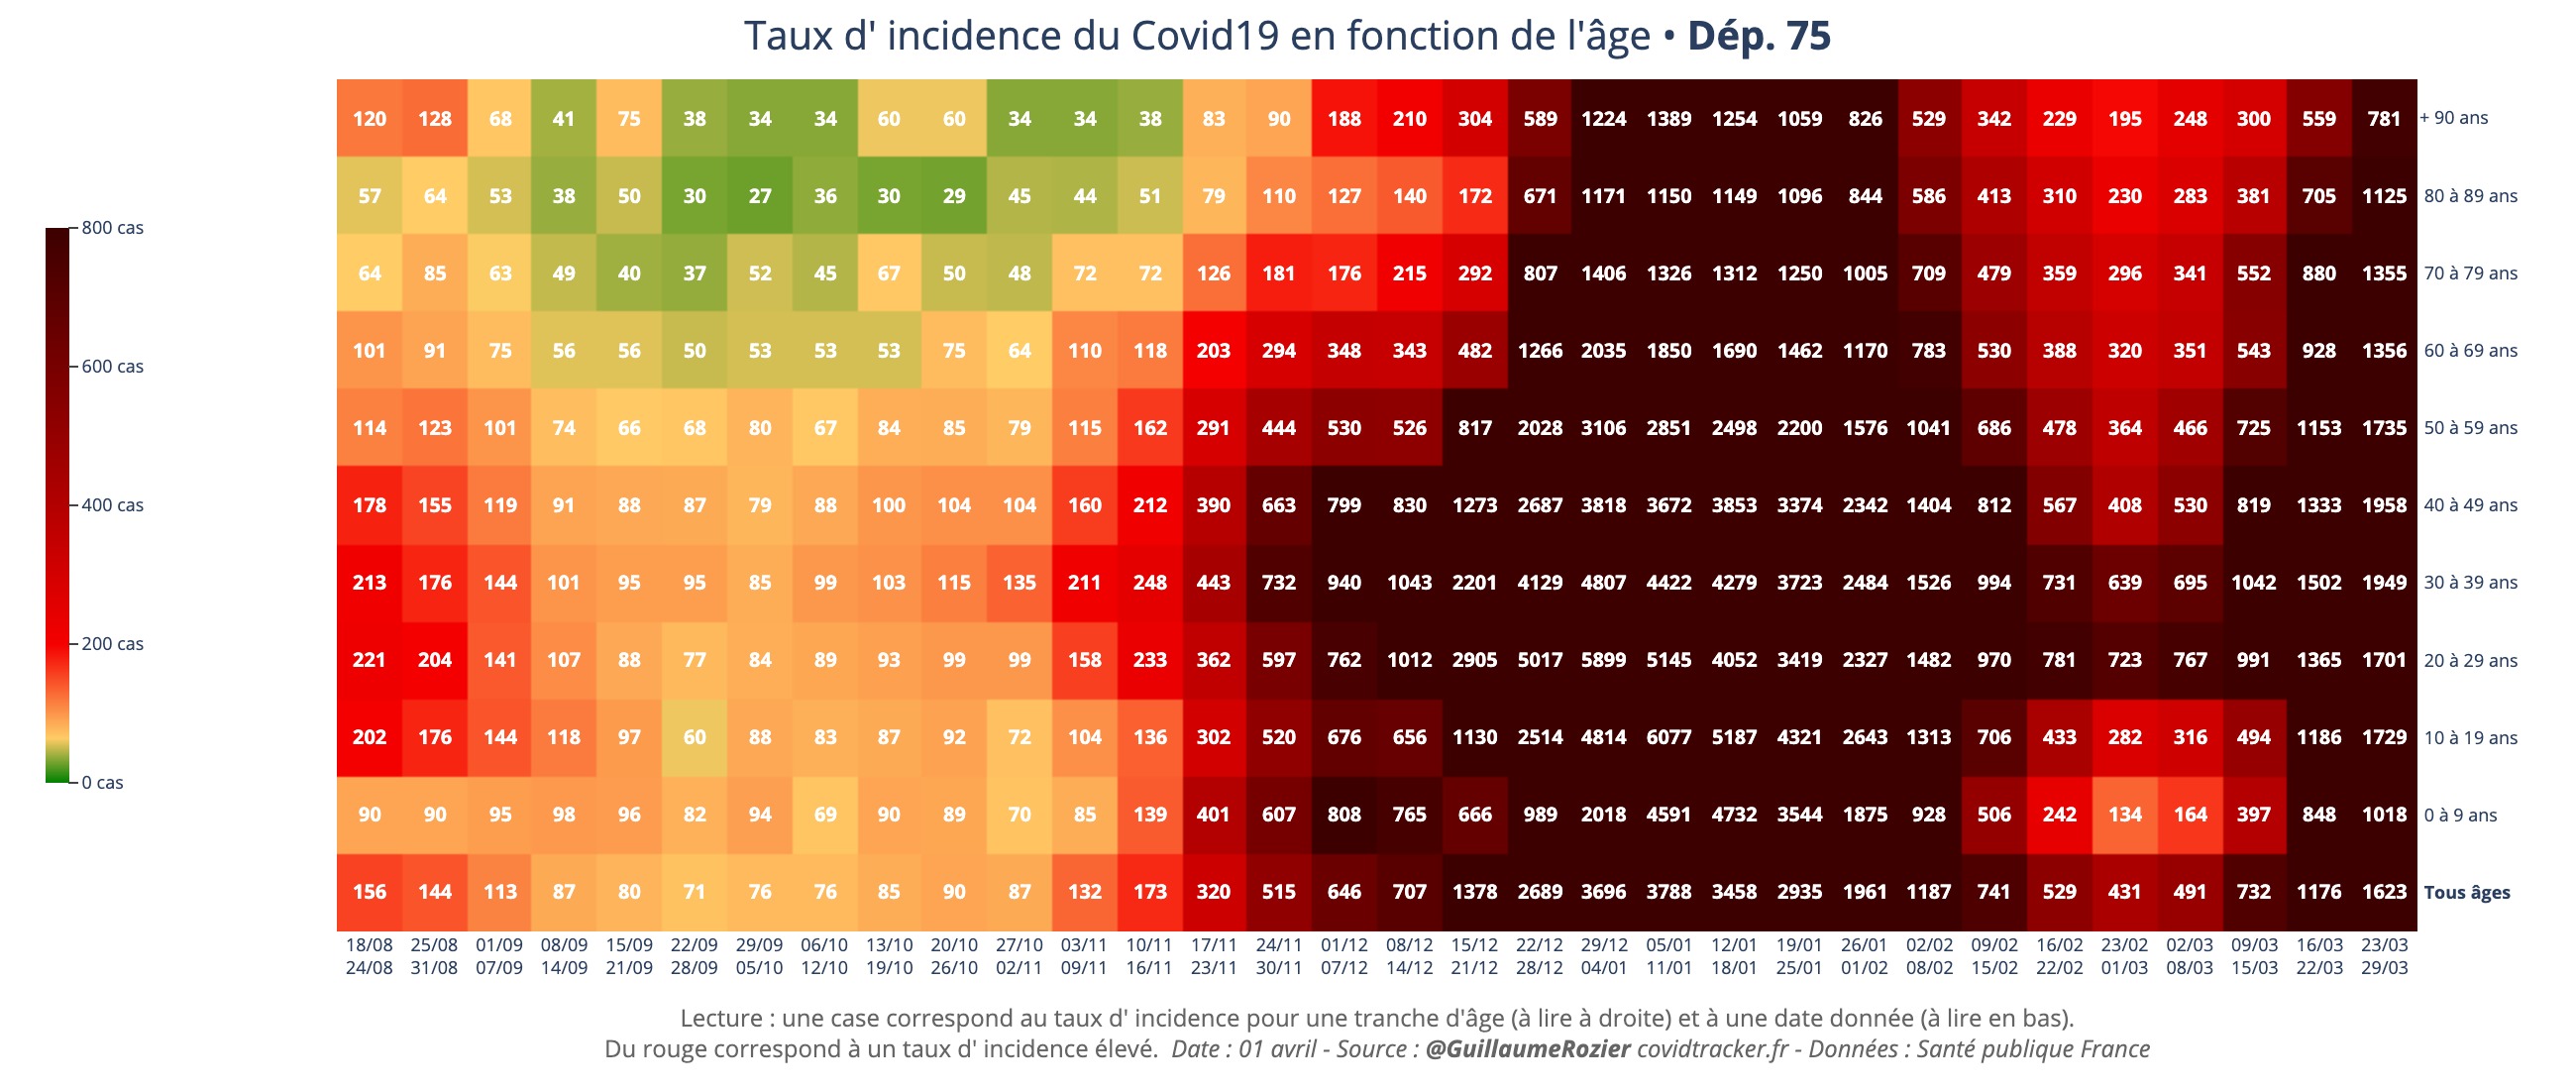 Taux d' incidence du Covid19 en fonction de l'âge • Dép. 75
120 128 68 41 75 38 34 34 60 60 34 34 38 83 90 188 210 304 589 1224 1389 1254 1059 826 529 342 229 195 248 300 559 781 + 90 ans
57 64 53 38 50 30 27 36 30 29 45 44 51 79 110 127 140 172 671 1171 1150 1149 1096 844 586 413 310 230 283 381 705 1125 80 à 89 ans
800 cas
64 85 63 49 40 37 52 45 67 50 48 72 72 126 181 176 215 292 807 1406 1326 1312 1250 1005 709 479 359 296 341 552 880 1355 70 à 79 ans
600 cas
101 91 75 56 56 50 53 53 53 75 64 110 118 203 294 348 343 482 1266 2035 1850 1690 1462 1170 783 530 388 320 351 543 928 1356 60 à 69 ans
114 123 101 74 66 68 80 67 84 85 79 115 162 291 444 530 526 817 2028 3106 2851 2498 2200 1576 1041 686 478 364 466 725 1153 1735 50 à 59 ans
400 cas
178 155 119 91 88 87 79 88 100 104 104 160 212 390 663 799 830 1273 2687 3818 3672 3853 3374 2342 1404 812 567 408 530 819 1333 1958 40 à 49 ans
213 176 144 101 95 95 85 99 103 115 135 211 248 443 732 940 1043 2201 4129 4807 4422 4279 3723 2484 1526 994 731 639 695 1042 1502 1949 30 à 39 ans
200 cas
221 204 141 107 88 77 84 89 93 99 99 158 233 362 597 762 1012 2905 5017 5899 5145 4052 3419 2327 1482 970 781 723 767 991 1365 1701 20 à 29 ans
202 176 144 118 97 60 88 83 87 92 72 104 136 302 520 676 656 1130 2514 4814 6077 5187 4321 2643 1313 706 433 282 316 494 1186 1729 10 à 19 ans
0 cas
90 90 95 98 96 82 94 69 90 89 70 85 139 401 607 808 765 666 989 2018 4591 4732 3544 1875 928 506 242 134 164 397 848 1018 0 à 9 ans
156 144 113 87 80 71 76 76 85 90 87 132 173 320 515 646 707 1378 2689 3696 3788 3458 2935 1961 1187 741 529 431 491 732 1176 1623 Tous âges
18/08 25/08 01/09 08/09 15/09 22/09 29/09 06/10 13/10 20/10 27/10 03/11 10/11 17/11 24/11 01/12 08/12 15/12 22/12 29/12 05/01 12/01 19/01 26/01 02/02 09/02 16/02 23/02 02/03 09/03 16/03 23/03
24/08 31/08 07/09 14/09 21/09 28/09 05/10 12/10 19/10 26/10 02/11 09/11 16/11 23/11 30/11 07/12 14/12 21/12 28/12 04/01 11/01 18/01 25/01 01/02 08/02 15/02 22/02 01/03 08/03 15/03 22/03 29/03
Lecture : une case correspond au taux d' incidence pour une tranche d'âge (à lire à droite) et à une date donnée (à lire en bas).
Du rouge correspond à un taux d' incidence élevé. Date : 01 avril - Source : @GuillaumeRozier covidtracker.fr - Données : Santé publique France